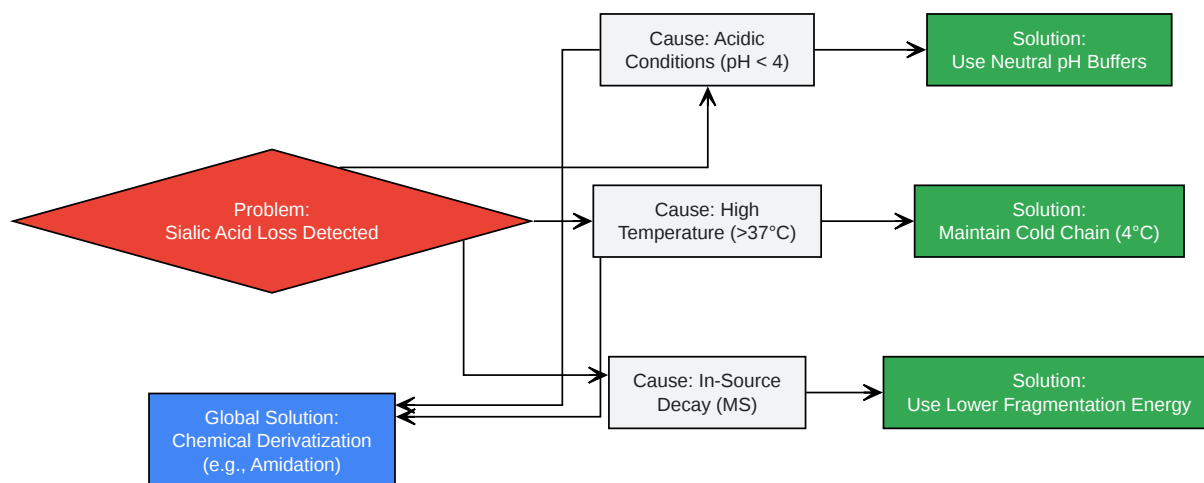 Cause: Acidic
Conditions (pH < 4)
Solution:
Use Neutral pH Buffers
Problem:
Sialic Acid Loss Detected
Cause: High
Temperature (>37°C)
Solution:
Maintain Cold Chain (4°C)
Cause: In-Source
Decay (MS)
Solution:
Use Lower Fragmentation Energy
Global Solution:
Chemical Derivatization
(e.g., Amidation)